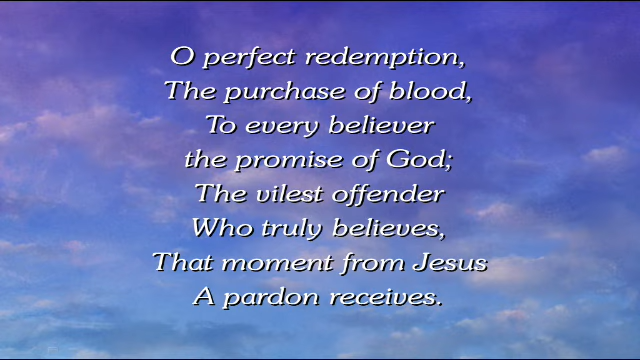 O perfect redemption,
The purchase of blood,
To every believer
the promise of God;
The vilest offender
Who truly believes,
That moment from Jesus
A pardon receives.